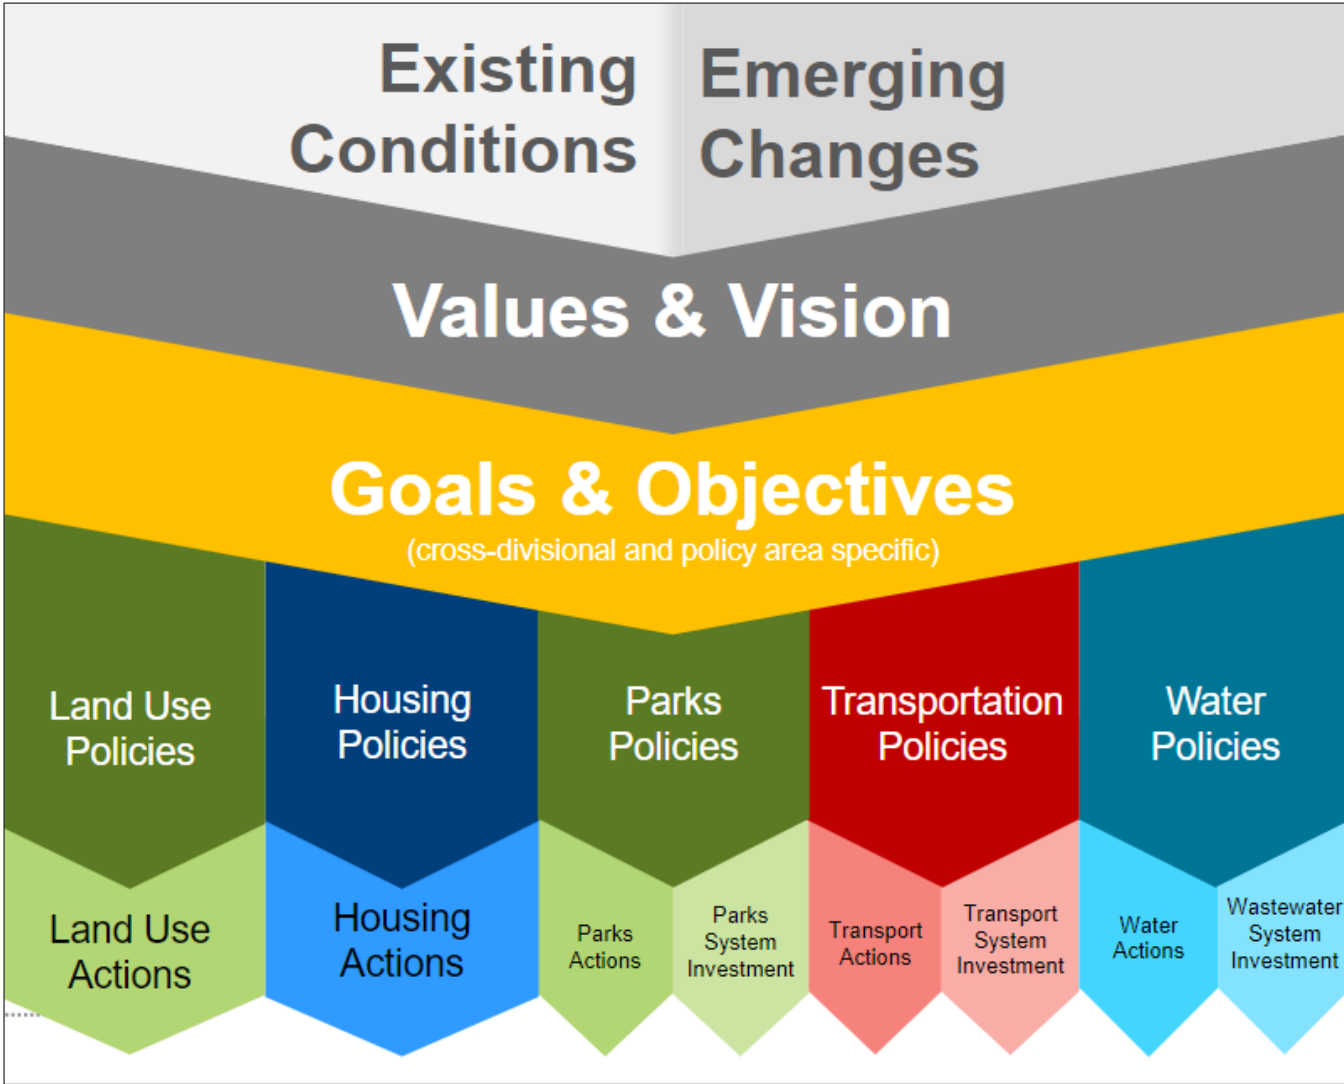 Existing
Conditions
Emerging
Changes
Values & Vision
Goals & Objectives
(cross-divisional and policy area specific)
Land Use
Policies
Housing
Policies
Parks
Policies
Transportation
Policies
Water
Policies
Land Use
Actions
Housing
Actions
Parks
Actions
Parks
System
Investment
Transport
Actions
Transport
System
Investment
Water
Actions
Wastewater
System
Investment